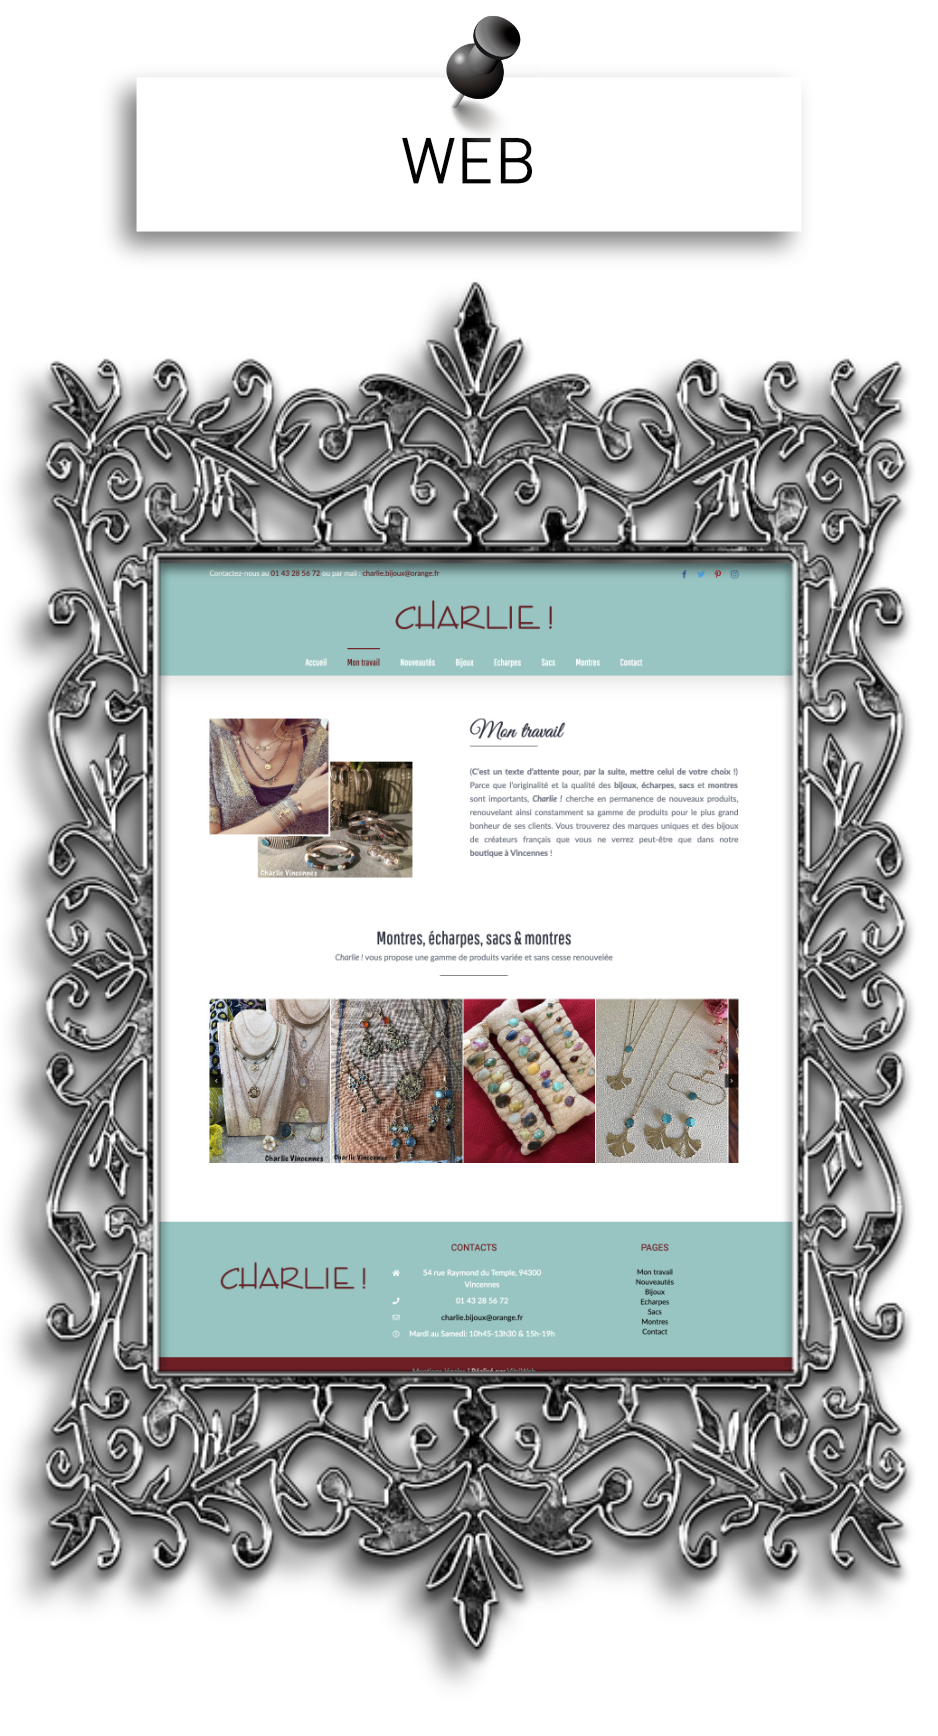 WEB
Contactez-nous au 01 43 28 56 72 ou par mail : charlie.bijoux@orange.fr
CHARLIE !
Accueil Mon travail Nouveautés Bijoux Echarpes Sacs Montres Contact
Mon travail
(C'est un texte d'attente pour, par la suite, mettre celui de votre choix !)
Parce que l'originalité et la qualité des bijoux, écharpes, sacs et montres
sont importants, Charlie ! cherche en permanence de nouveaux produits,
renouvelant ainsi constamment sa gamme de produits pour le plus grand
bonheur de ses clients. Vous trouverez des marques uniques et des bijoux
de créateurs français que vous ne verrez peut-être que dans notre
boutique à Vincennes !
Charlie Vincennes
Montres, écharpes, sacs & montres
Charlie ! vous propose une gamme de produits variée et sans cesse renouvelée
Charlie Vincennes
Charlie Vincennes
CHARLIE !
CONTACTS
54 rue Raymond du Temple, 94300
Vincennes
01 43 28 56 72
charlie.bijoux@orange.fr
Mardi au Samedi: 10h45-13h30 & 15h-19h
PAGES
Mon travail
Nouveautés
Bijoux
Echarpes
Sacs
Montres
Contact
Mentions légales | Réalisé par